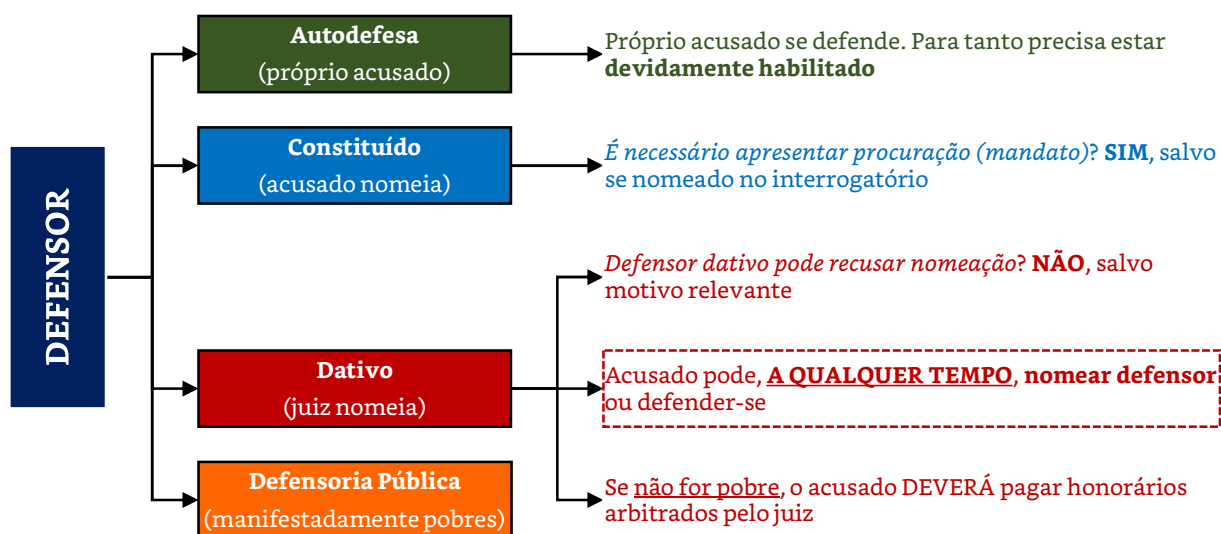 DEFENSOR
Autodefesa
(próprio acusado)
Próprio acusado se defende. Para tanto precisa estar
devidamente habilitado
Constituído
(acusado nomeia)
É necessário apresentar procuração (mandato)? SIM, salvo
se nomeado no interrogatório
Dativo
(juiz nomeia)
Defensor dativo pode recusar nomeação? NÃO, salvo
motivo relevante
Acusado pode, A QUALQUER TEMPO, nomear defensor
ou defender-se
Se não for pobre, o acusado DEVERÁ pagar honorários
arbitrados pelo juiz
Defensoria Pública
(manifestadamente pobres)